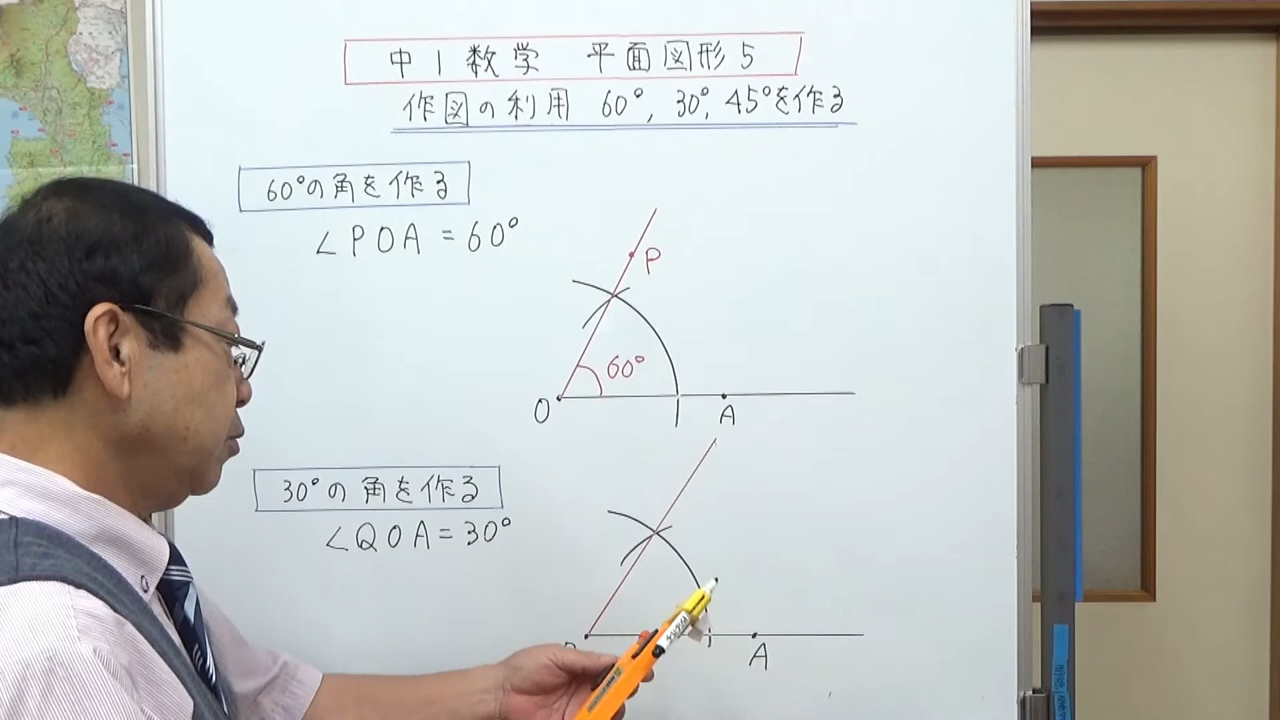 中1数学 平面図形5
作図の利用 60°, 30°, 45°を作る
60°の角を作る
∠POA=60°
P
60°
O
A
30°の角を作る
∠QOA=30°
A